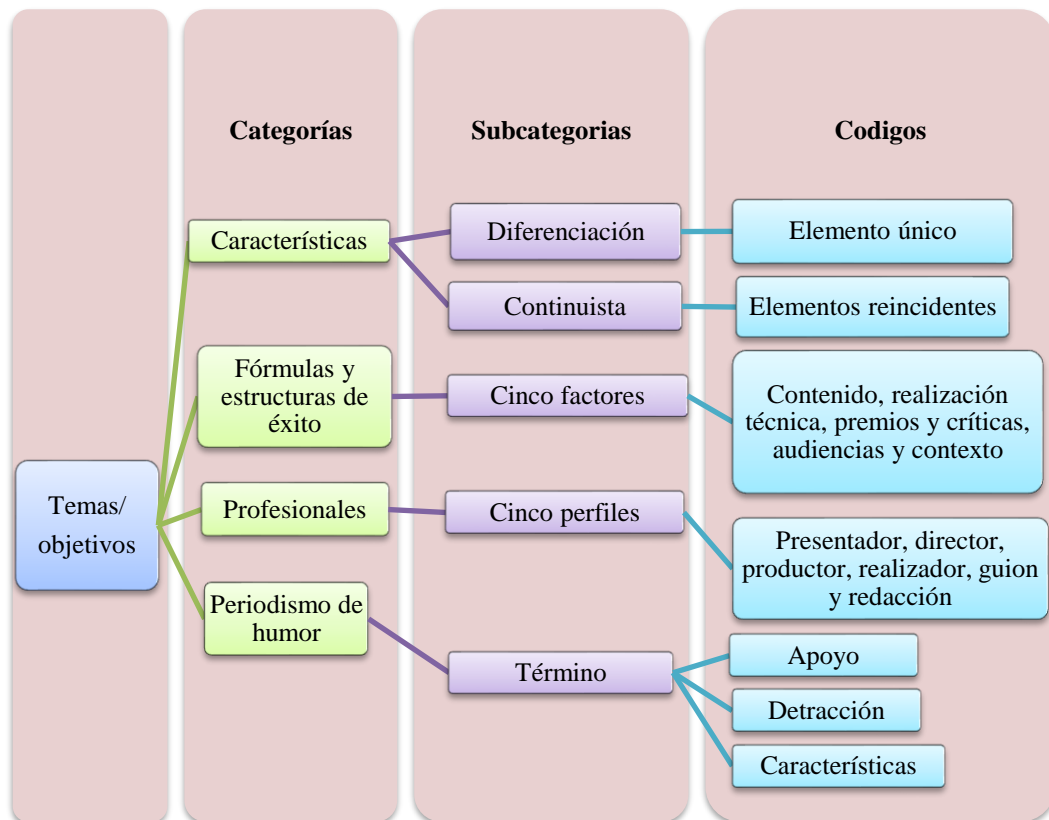 Categorías
Subcategorias
Codigos
Temas/
objetivos
Características
Diferenciación
Elemento único
Continuista
Elementos reincidentes
Fórmulas y
estructuras de
éxito
Cinco factores
Contenido, realización
técnica, premios y críticas,
audiencias y contexto
Profesionales
Cinco perfiles
Presentador, director,
productor, realizador, guion
y redacción
Periodismo de
humor
Término
Apoyo
Detracción
Características